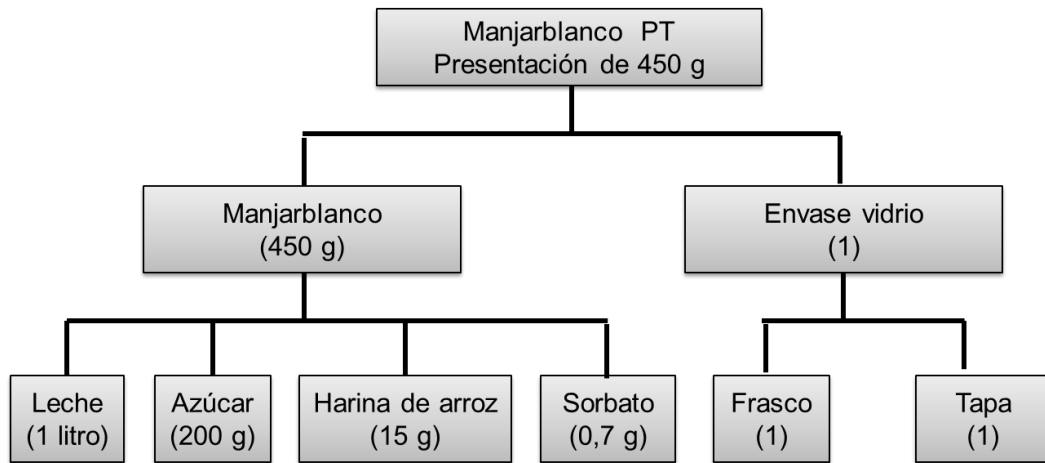 Manjarblanco PT
Presentación de 450 g
Manjarblanco
(450 g)
Envase vidrio
(1)
Leche
(1 litro)
Azúcar
(200 g)
Harina de arroz
(15 g)
Sorbato
(0,7 g)
Frasco
(1)
Tapa
(1)